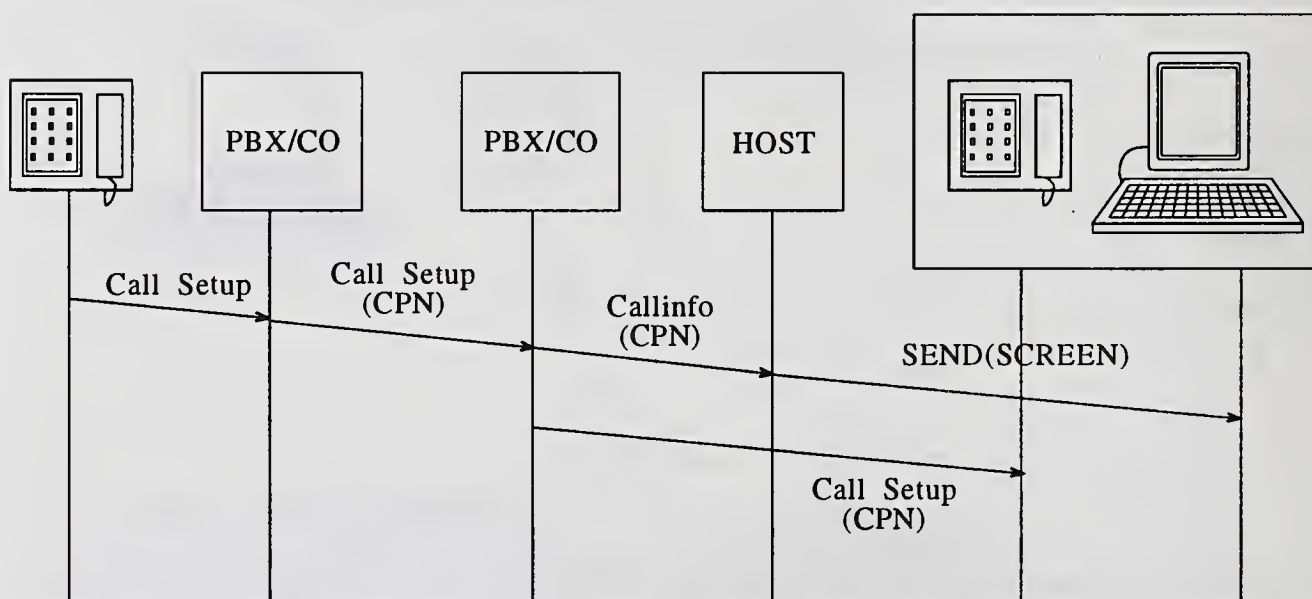 PBX/CO
PBX/CO
HOST
Call Setup
Call Setup
(CPN)
Callinfo
(CPN)
SEND(SCREEN)
Call Setup
(CPN)